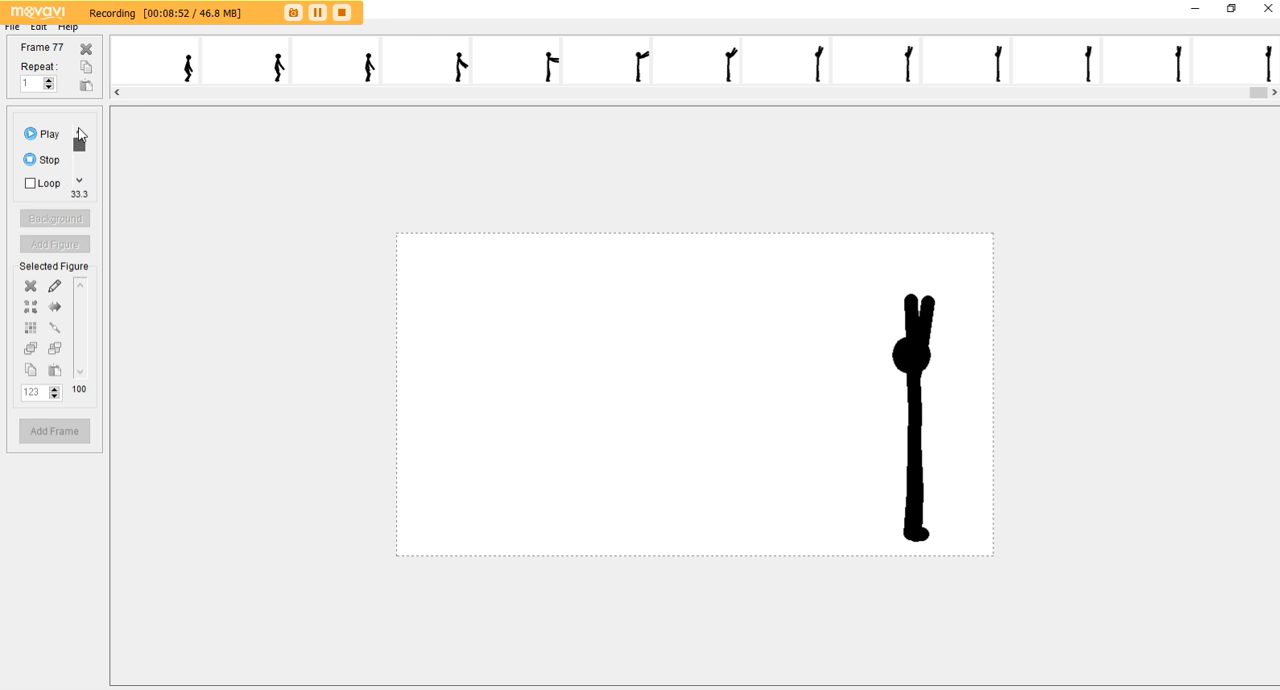 movavi Recording [00:08:52 / 46.8 MB]
File Edit Help
Frame 77
Repeat :
1
Play
Stop
Loop
33.3
Background
Add Figure
Selected Figure
123
100
Add Frame